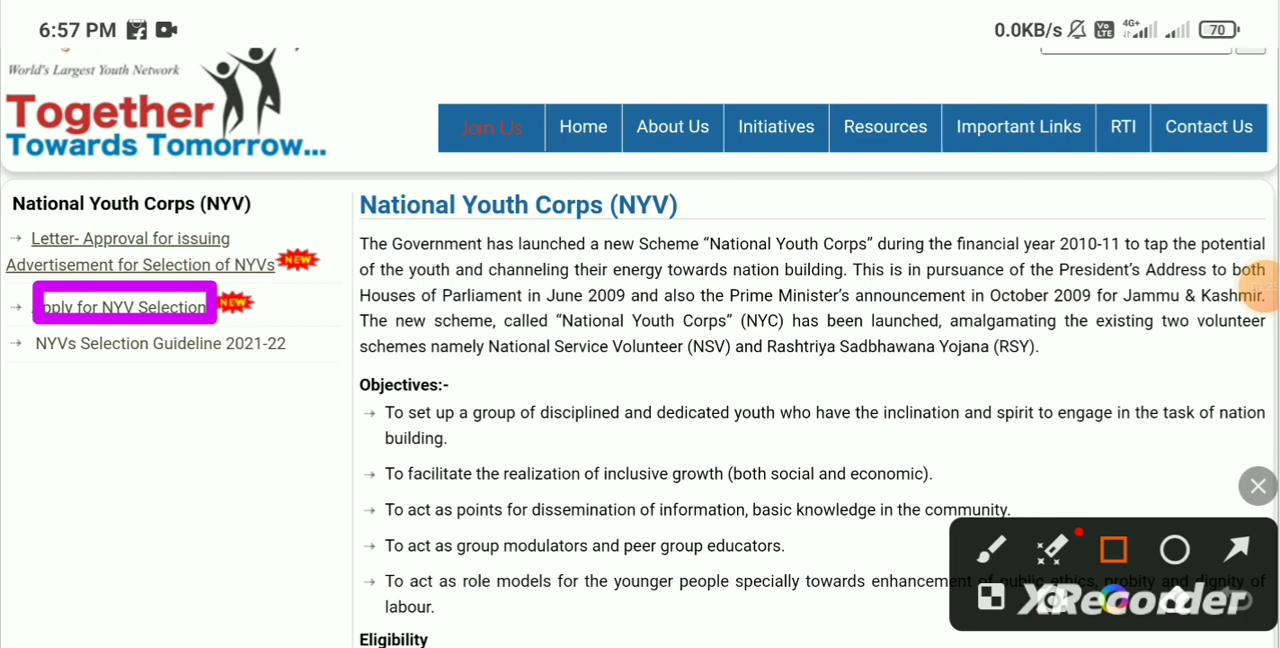 6:57 PM 0.0KB/s Vo LTE 4G+ 70
World's Largest Youth Network
Together
Towards Tomorrow...
Join Us Home About Us Initiatives Resources Important Links RTI Contact Us
National Youth Corps (NYV)
Letter- Approval for issuing
Advertisement for Selection of NYVs NEW
pply for NYV Selection NEW
NYVs Selection Guideline 2021-22
National Youth Corps (NYV)
The Government has launched a new Scheme “National Youth Corps” during the financial year 2010-11 to tap the potential
of the youth and channeling their energy towards nation building. This is in pursuance of the President’s Address to both
Houses of Parliament in June 2009 and also the Prime Minister’s announcement in October 2009 for Jammu & Kashmir.
The new scheme, called “National Youth Corps” (NYC) has been launched, amalgamating the existing two volunteer
schemes namely National Service Volunteer (NSV) and Rashtriya Sadbhawana Yojana (RSY).
Objectives:-
To set up a group of disciplined and dedicated youth who have the inclination and spirit to engage in the task of nation
building.
To facilitate the realization of inclusive growth (both social and economic).
To act as points for dissemination of information, basic knowledge in the community.
To act as group modulators and peer group educators.
To act as role models for the younger people specially towards enhancement of public ethics, probity and dignity of
labour.
Eligibility
XRecorder